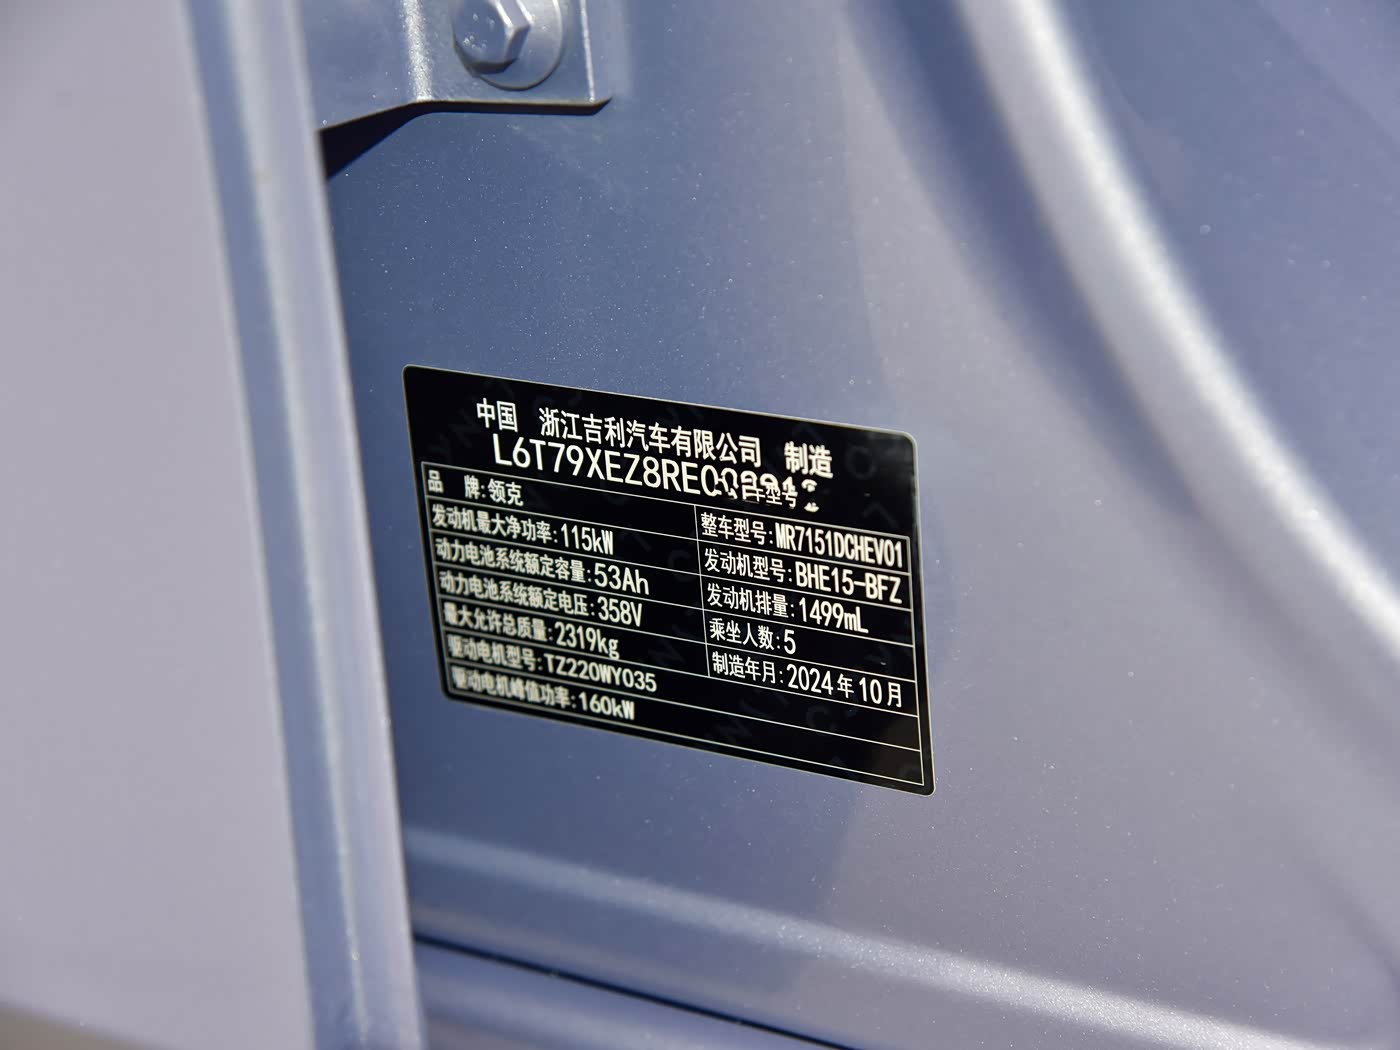 中国 浙江吉利汽车有限公司 制造
L6T79XEZ8RE
品 牌:领克
整车型号:MR7151DCHEV01
发动机最大净功率:115kW
发动机型号:BHE15-BFZ
动力电池系统额定容量:53Ah
发动机排量:1499mL
动力电池系统额定电压:358V
乘坐人数:5
最大允许总质量:2319kg
制造年月:2024年10月
驱动电机型号:TZ220WY035
驱动电机峰值功率:160kW